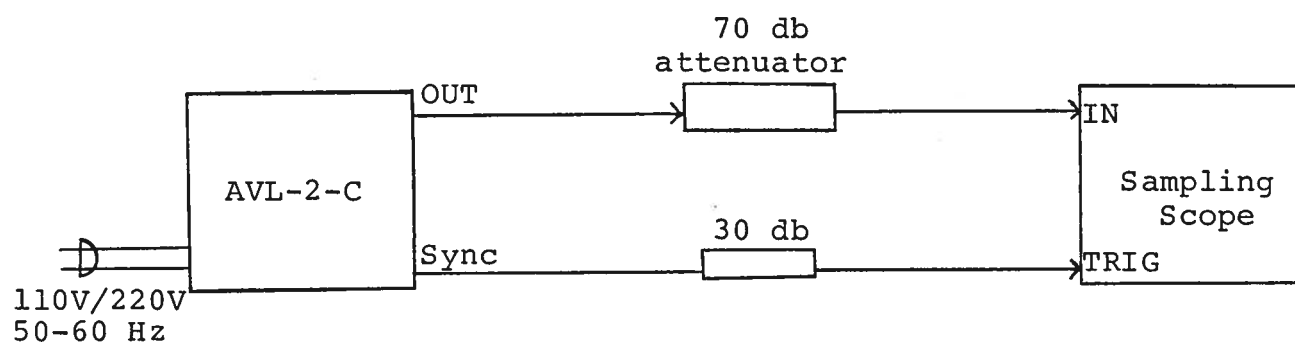 70 db
attenuator
OUT
IN
AVL-2-C
Sampling
Scope
30 db
Sync
TRIG
110V/220V
50-60 Hz